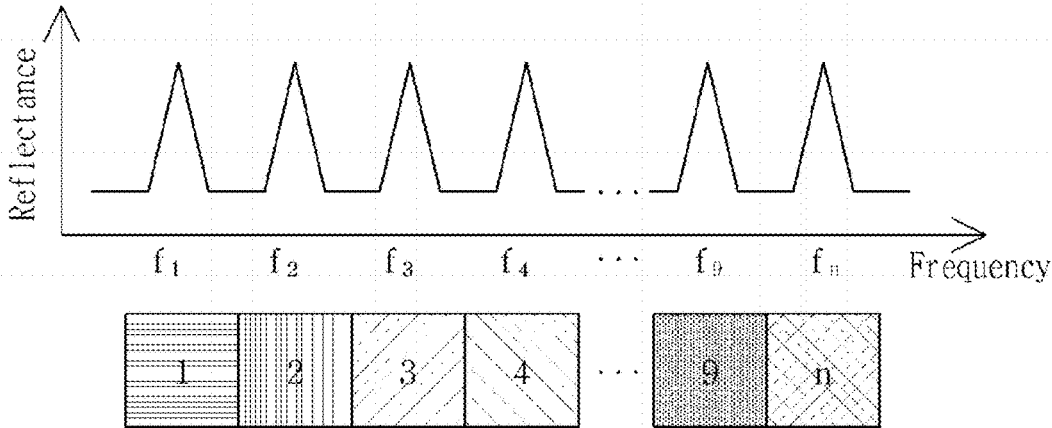 Reflectance
...
f₁ f₂ f₃ f₄ ... f₉ fₙ Frequency
1 2 3 4 ... 9 n